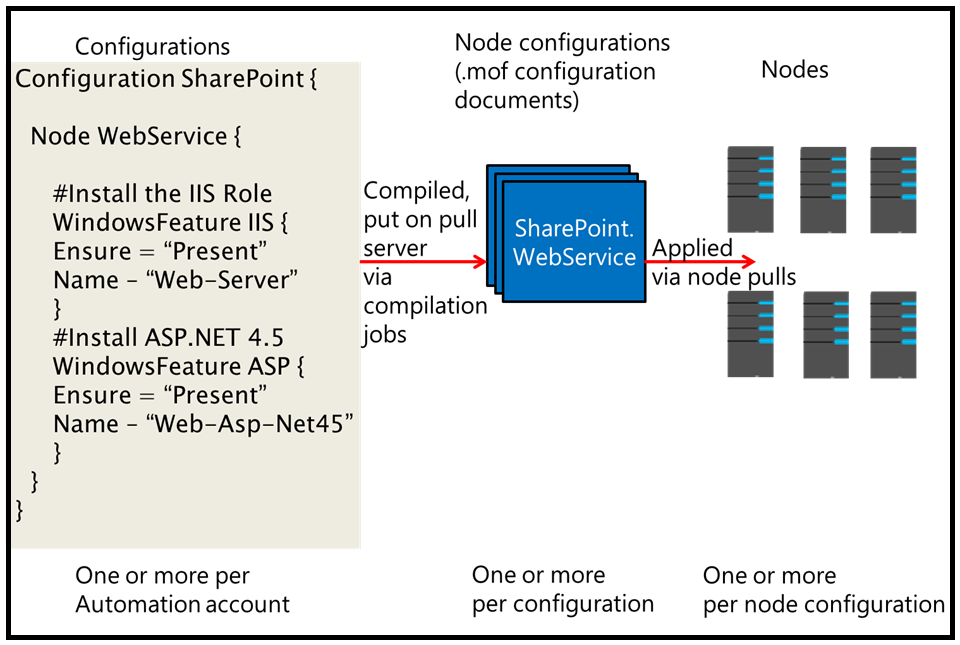 Configurations
Configuration SharePoint {
Node WebService {
#Install the IIS Role
WindowsFeature IIS {
Ensure = “Present”
Name – “Web-Server”
}
#Install ASP.NET 4.5
WindowsFeature ASP {
Ensure = “Present”
Name – “Web-Asp-Net45”
}
}
}
One or more per
Automation account
Compiled,
put on pull
server
via
compilation
jobs
Node configurations
(.mof configuration
documents)
SharePoint.
WebService
One or more
per configuration
Applied
via node pulls
Nodes
One or more
per node configuration